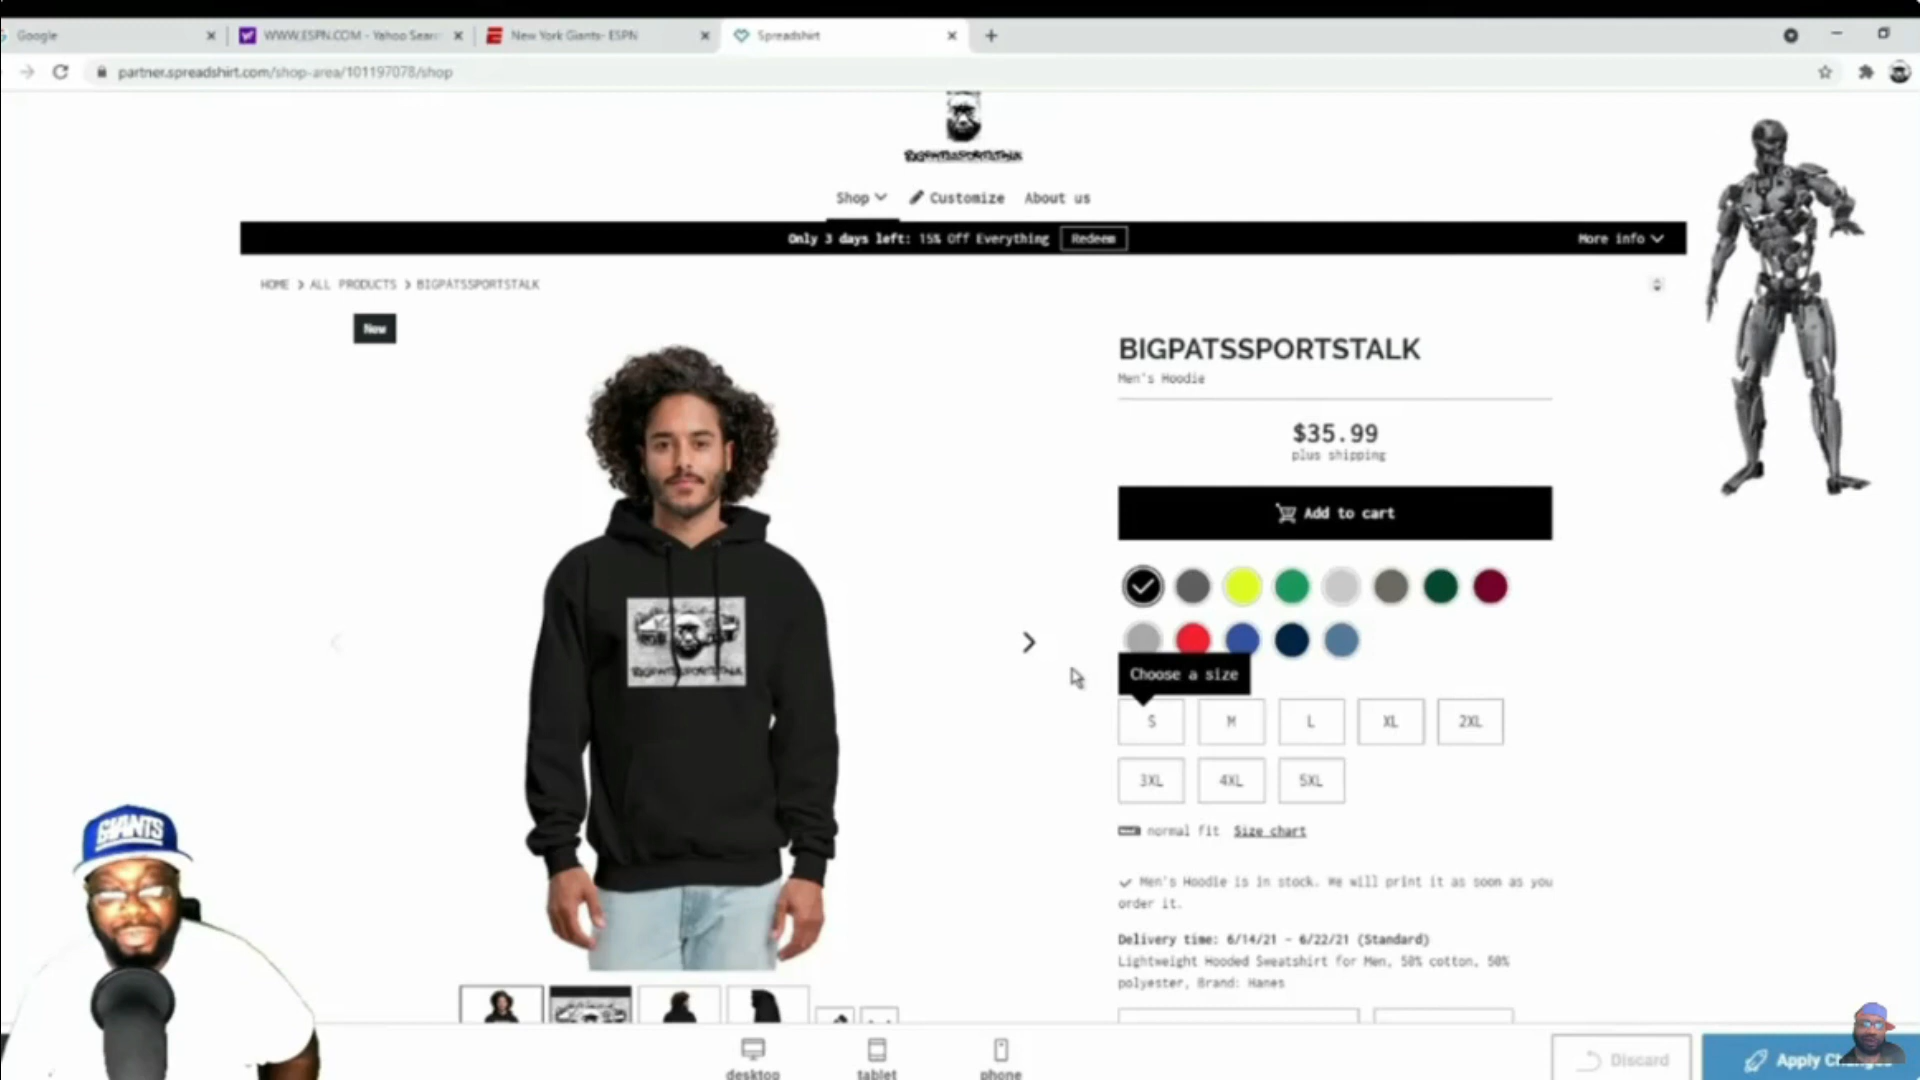 Google
WWW.ESPN.COM - Yahoo Sear
New York Giants- ESPN
Spreadshirt
partner.spreadshirt.com/shop-area/101197078/shop
BIGPATSSPORTSTALK
Shop
Customize
About us
Only 3 days left: 15% Off Everything
Redeem
More info
HOME > ALL PRODUCTS > BIGPATSSPORTSTALK
New
BIGPATSSPORTSTALK
Men's Hoodie
$35.99
plus shipping
Add to cart
Choose a size
S M L XL 2XL
3XL 4XL 5XL
normal fit Size chart
Men's Hoodie is in stock. We will print it as soon as you
order it.
Delivery time: 6/14/21 - 6/22/21 (Standard)
Lightweight Hooded Sweatshirt for Men, 50% cotton, 50%
polyester, Brand: Hanes
BIGPATSSPORTSTALK
GIANTS
desktop
tablet
phone
Discard
Apply